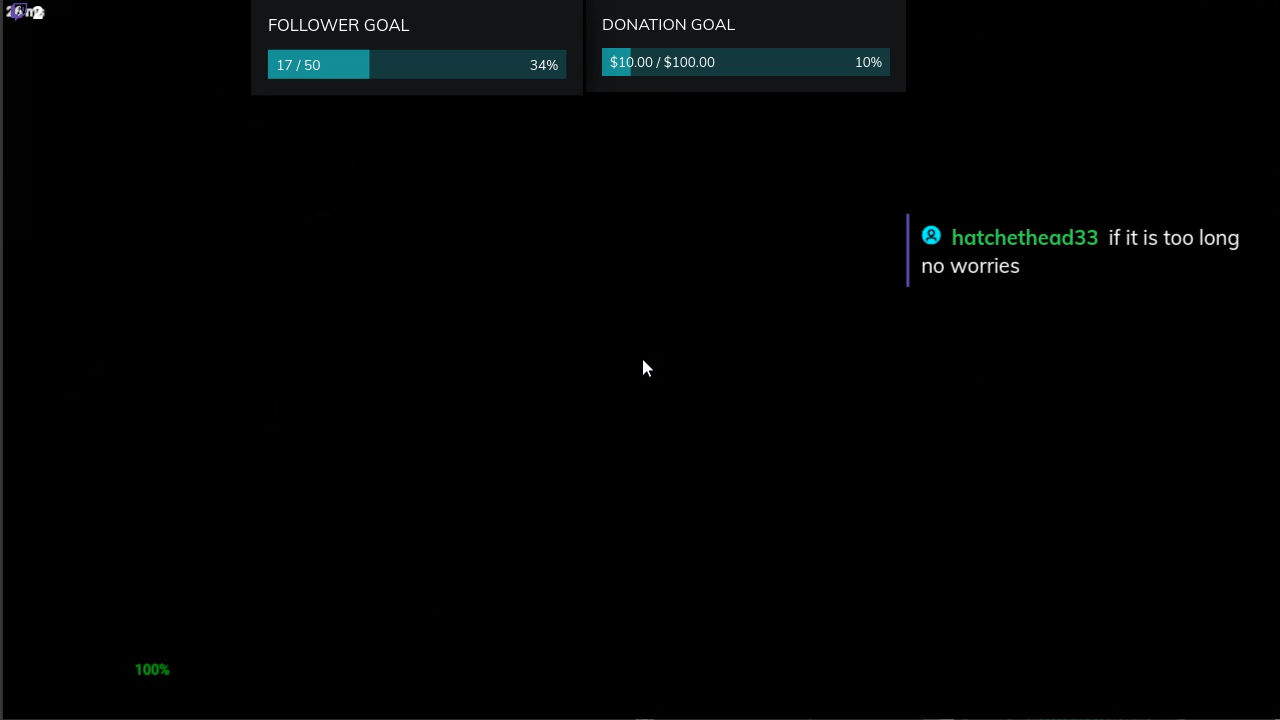 FOLLOWER GOAL
17 / 50 34%
DONATION GOAL
$10.00 / $100.00 10%
hatchethead33 if it is too long
no worries
100%